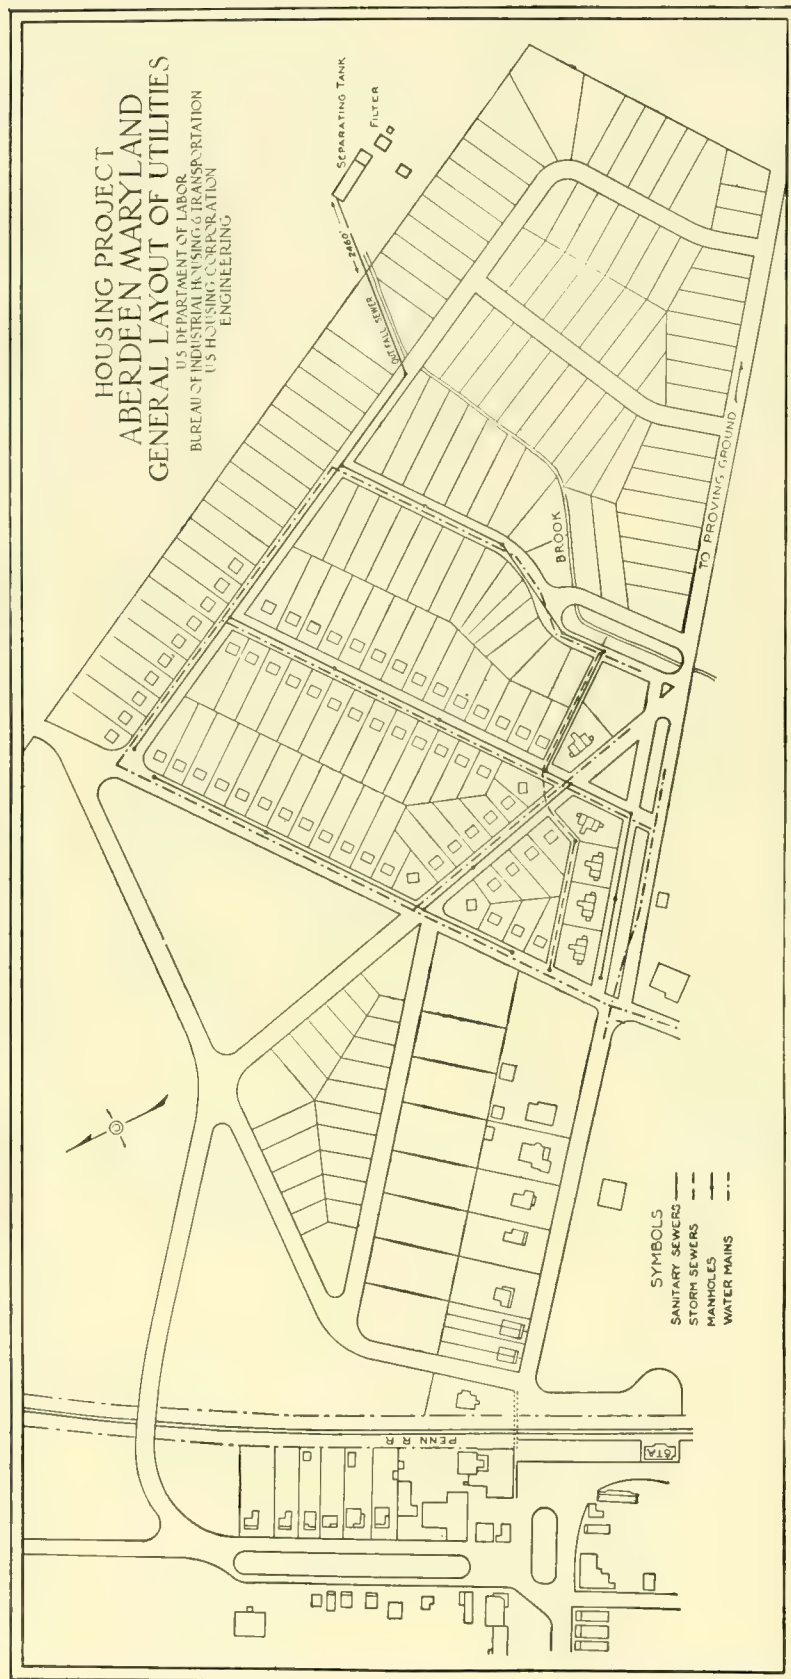 HOUSING PROJECT
ABERDEEN MARYLAND
GENERAL LAYOUT OF UTILITIES
U S DEPARTMENT OF LABOR
BUREAU OF INDUSTRIAL HOUSING & TRANSPORTATION
U S HOUSING CORPORATION
ENGINEERING
SEPARATING TANK
FILTER
2460'
OUTFALL SEWER
BROOK
TO PROVING GROUND
SYMBOLS
SANITARY SEWERS
STORM SEWERS
MANHOLES
WATER MAINS
PENN R R
STA